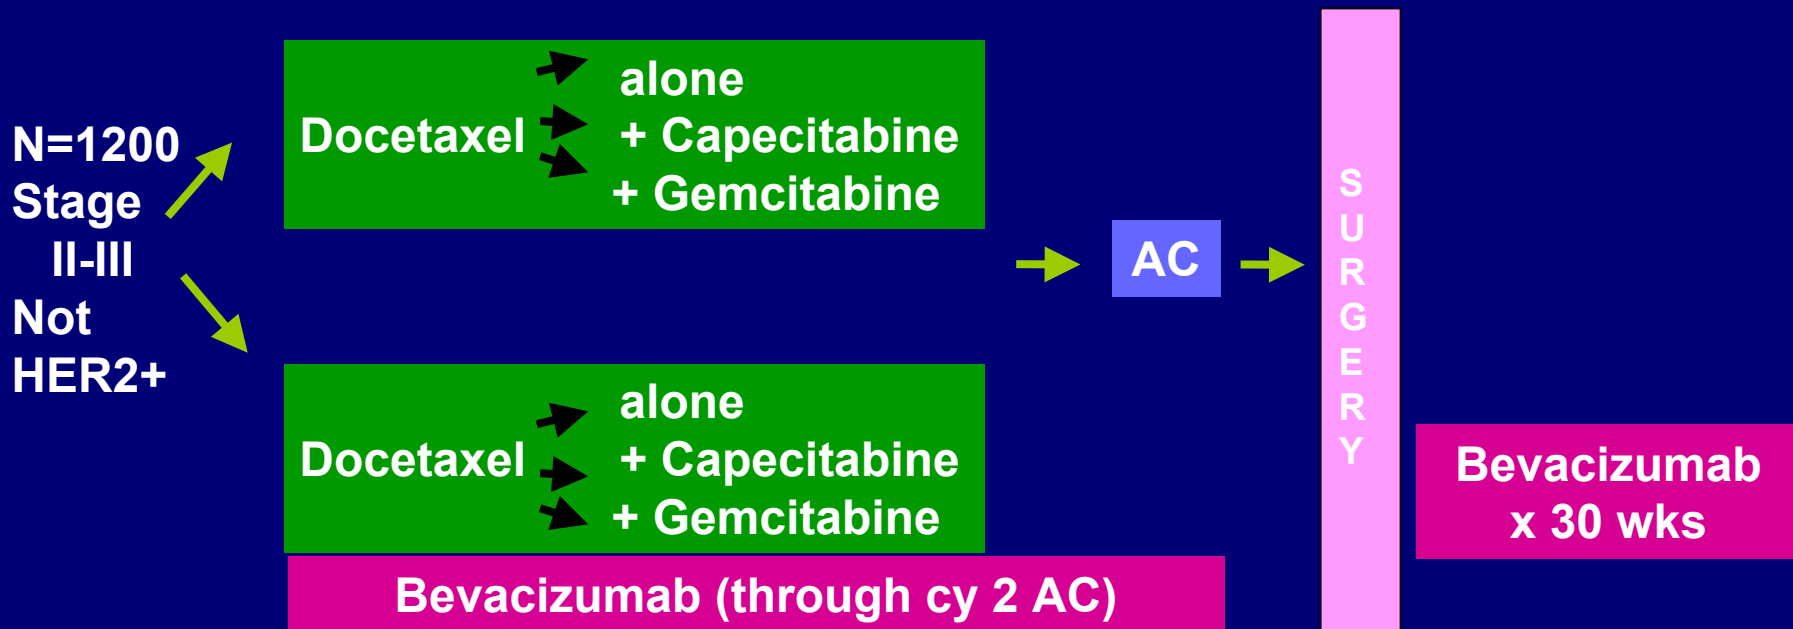 N=1200
Stage
II-III
Not
HER2+
Docetaxel
alone
+ Capecitabine
+ Gemcitabine
Docetaxel
alone
+ Capecitabine
+ Gemcitabine
Bevacizumab (through cy 2 AC)
AC
S
U
R
G
E
R
Y
Bevacizumab
x 30 wks